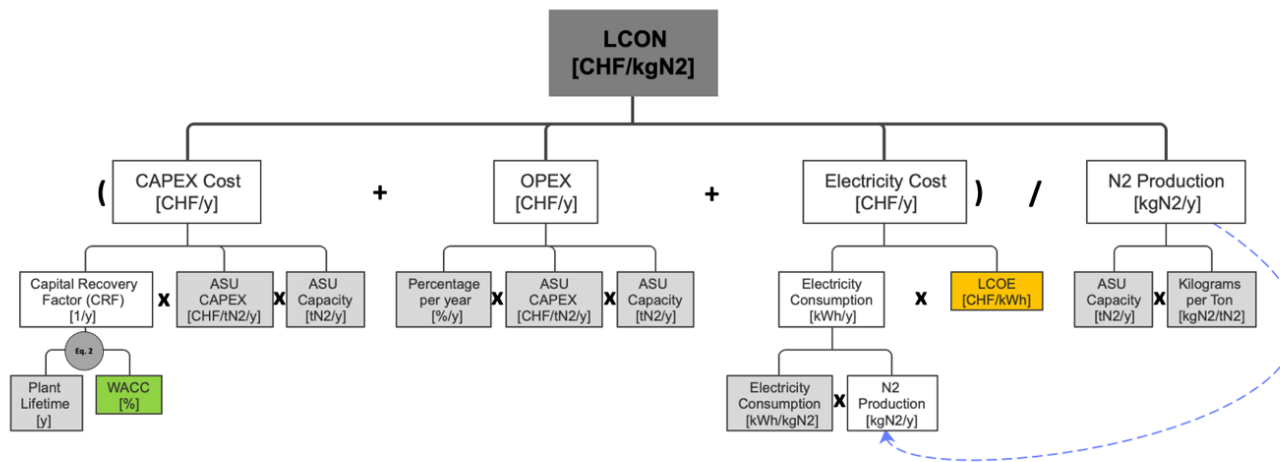 LCON
[CHF/kgN2]
(
CAPEX Cost
[CHF/y]
+
OPEX
[CHF/y]
+
Electricity Cost
[CHF/y]
)
/
N2 Production
[kgN2/y]
Capital Recovery
Factor (CRF)
[1/y]
x
ASU
CAPEX
[CHF/tN2/y]
x
ASU
Capacity
[tN2/y]
Percentage
per year
[%/y]
x
ASU
CAPEX
[CHF/tN2/y]
x
ASU
Capacity
[tN2/y]
Electricity
Consumption
[kWh/y]
x
LCOE
[CHF/kWh]
ASU
Capacity
[tN2/y]
x
Kilograms
per Ton
[kgN2/tN2]
Eq. 2
Plant
Lifetime
[y]
WACC
[%]
Electricity
Consumption
[kWh/kgN2]
x
N2
Production
[kgN2/y]